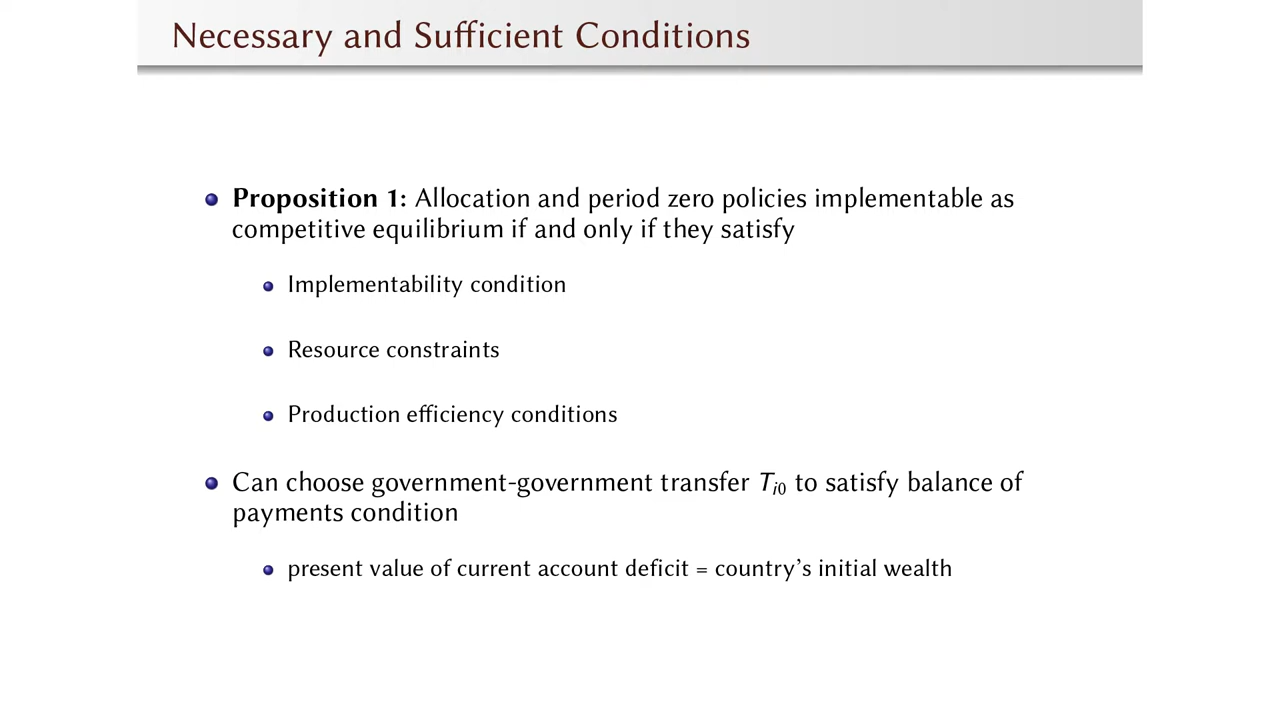 Necessary and Sufficient Conditions
Proposition 1: Allocation and period zero policies implementable as
competitive equilibrium if and only if they satisfy
Implementability condition
Resource constraints
Production efficiency conditions
Can choose government-government transfer T_{i0} to satisfy balance of
payments condition
present value of current account deficit = country’s initial wealth